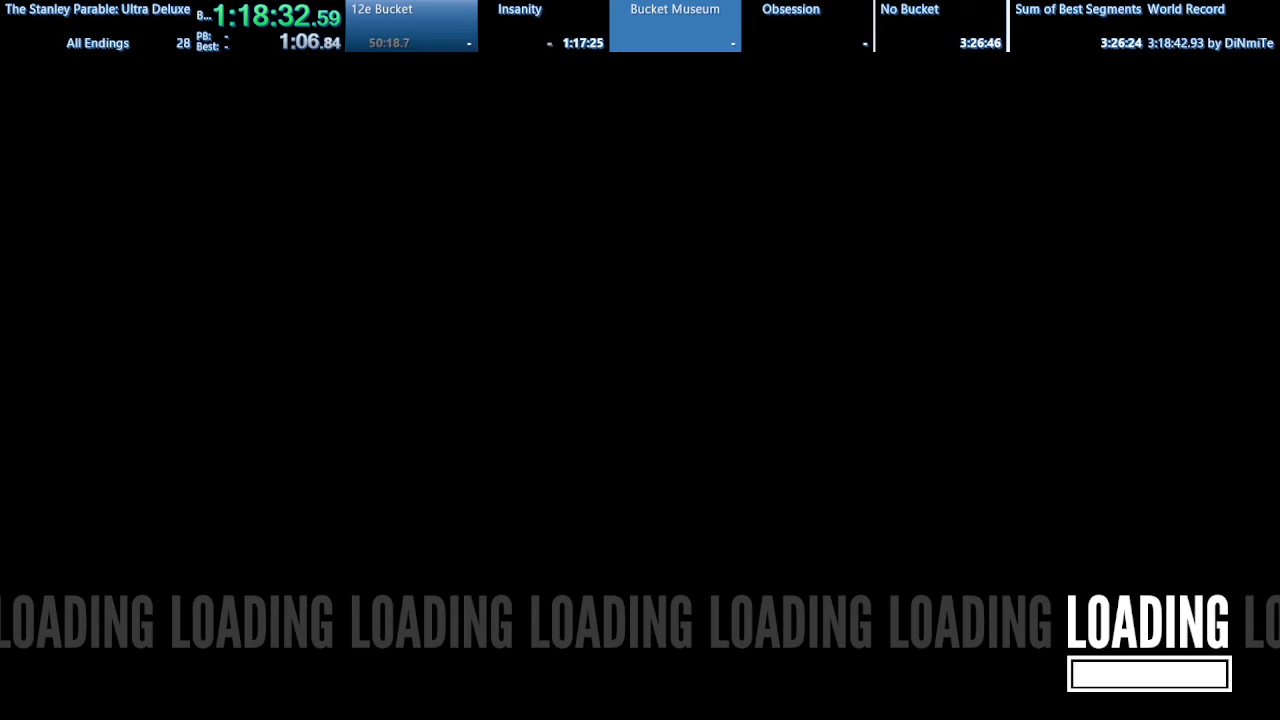 The Stanley Parable: Ultra Deluxe
All Endings 28
B... 1:18:32.59
PB: -
Best: - 1:06.84
12e Bucket
50:18.7 -
Insanity
- 1:17:25
Bucket Museum
-
Obsession
-
No Bucket
3:26:46
Sum of Best Segments
3:26:24
World Record
3:18:42.93 by DiNmiTe
LOADING LOADING LOADING LOADING LOADING LOADING LOADING LO